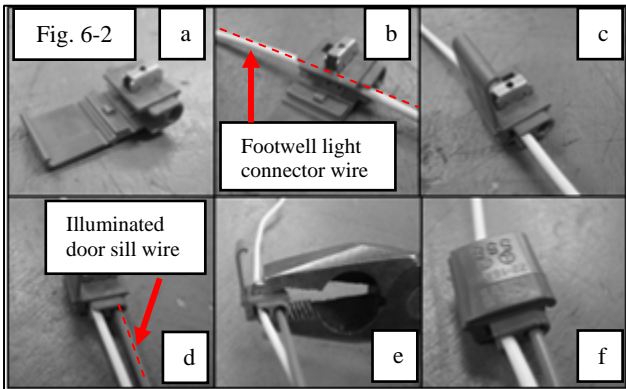 Fig. 6-2
a
b
c
Footwell light
connector wire
Illuminated
door sill wire
d
e
f